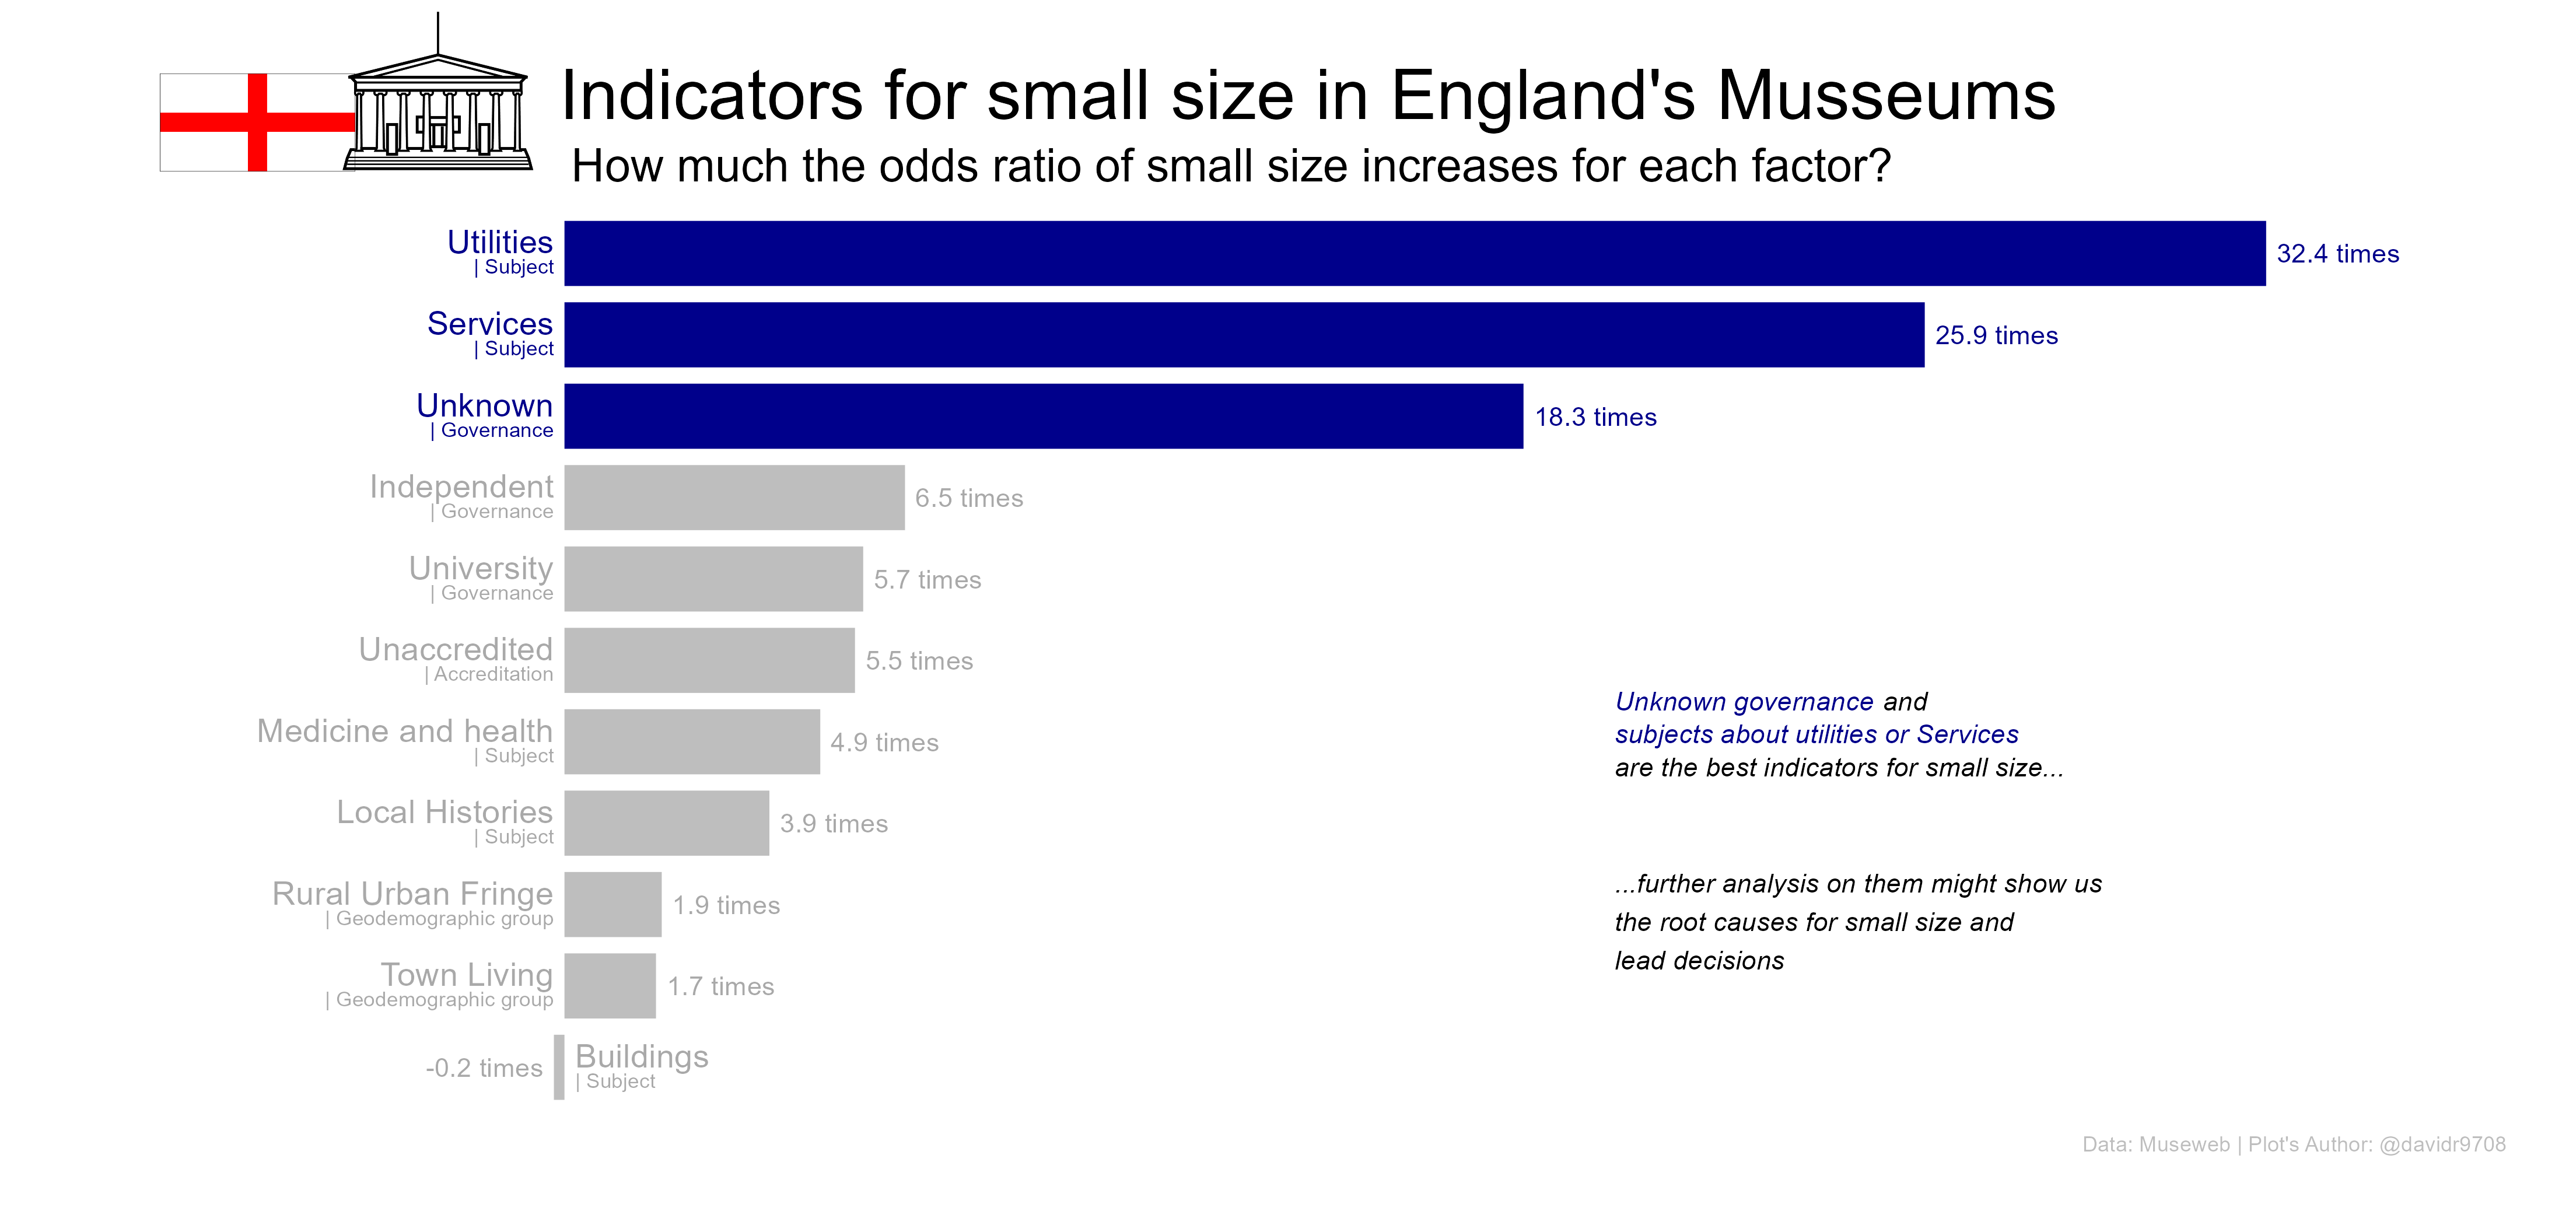 Indicators for small size in England's Musseums
How much the odds ratio of small size increases for each factor?
Utilities
| Subject
32.4 times
Services
| Subject
25.9 times
Unknown
| Governance
18.3 times
Independent
| Governance
6.5 times
University
| Governance
5.7 times
Unaccredited
| Accreditation
5.5 times
Medicine and health
| Subject
4.9 times
Local Histories
| Subject
3.9 times
Rural Urban Fringe
| Geodemographic group
1.9 times
Town Living
| Geodemographic group
1.7 times
-0.2 times
Buildings
| Subject
Unknown governance and
subjects about utilities or Services
are the best indicators for small size...
...further analysis on them might show us
the root causes for small size and
lead decisions
Data: Museweb | Plot's Author: @davidr9708